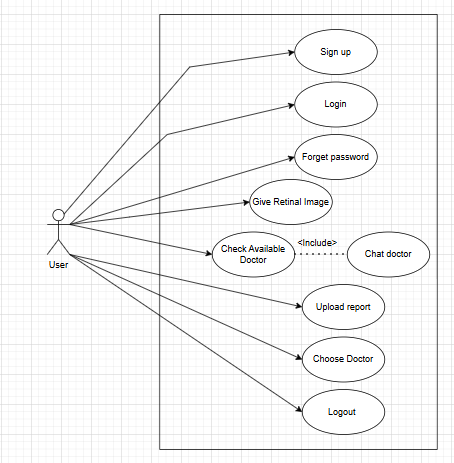 Sign up
Login
Forget password
Give Retinal Image
Check Available
Doctor
<Include>
Chat doctor
User
Upload report
Choose Doctor
Logout